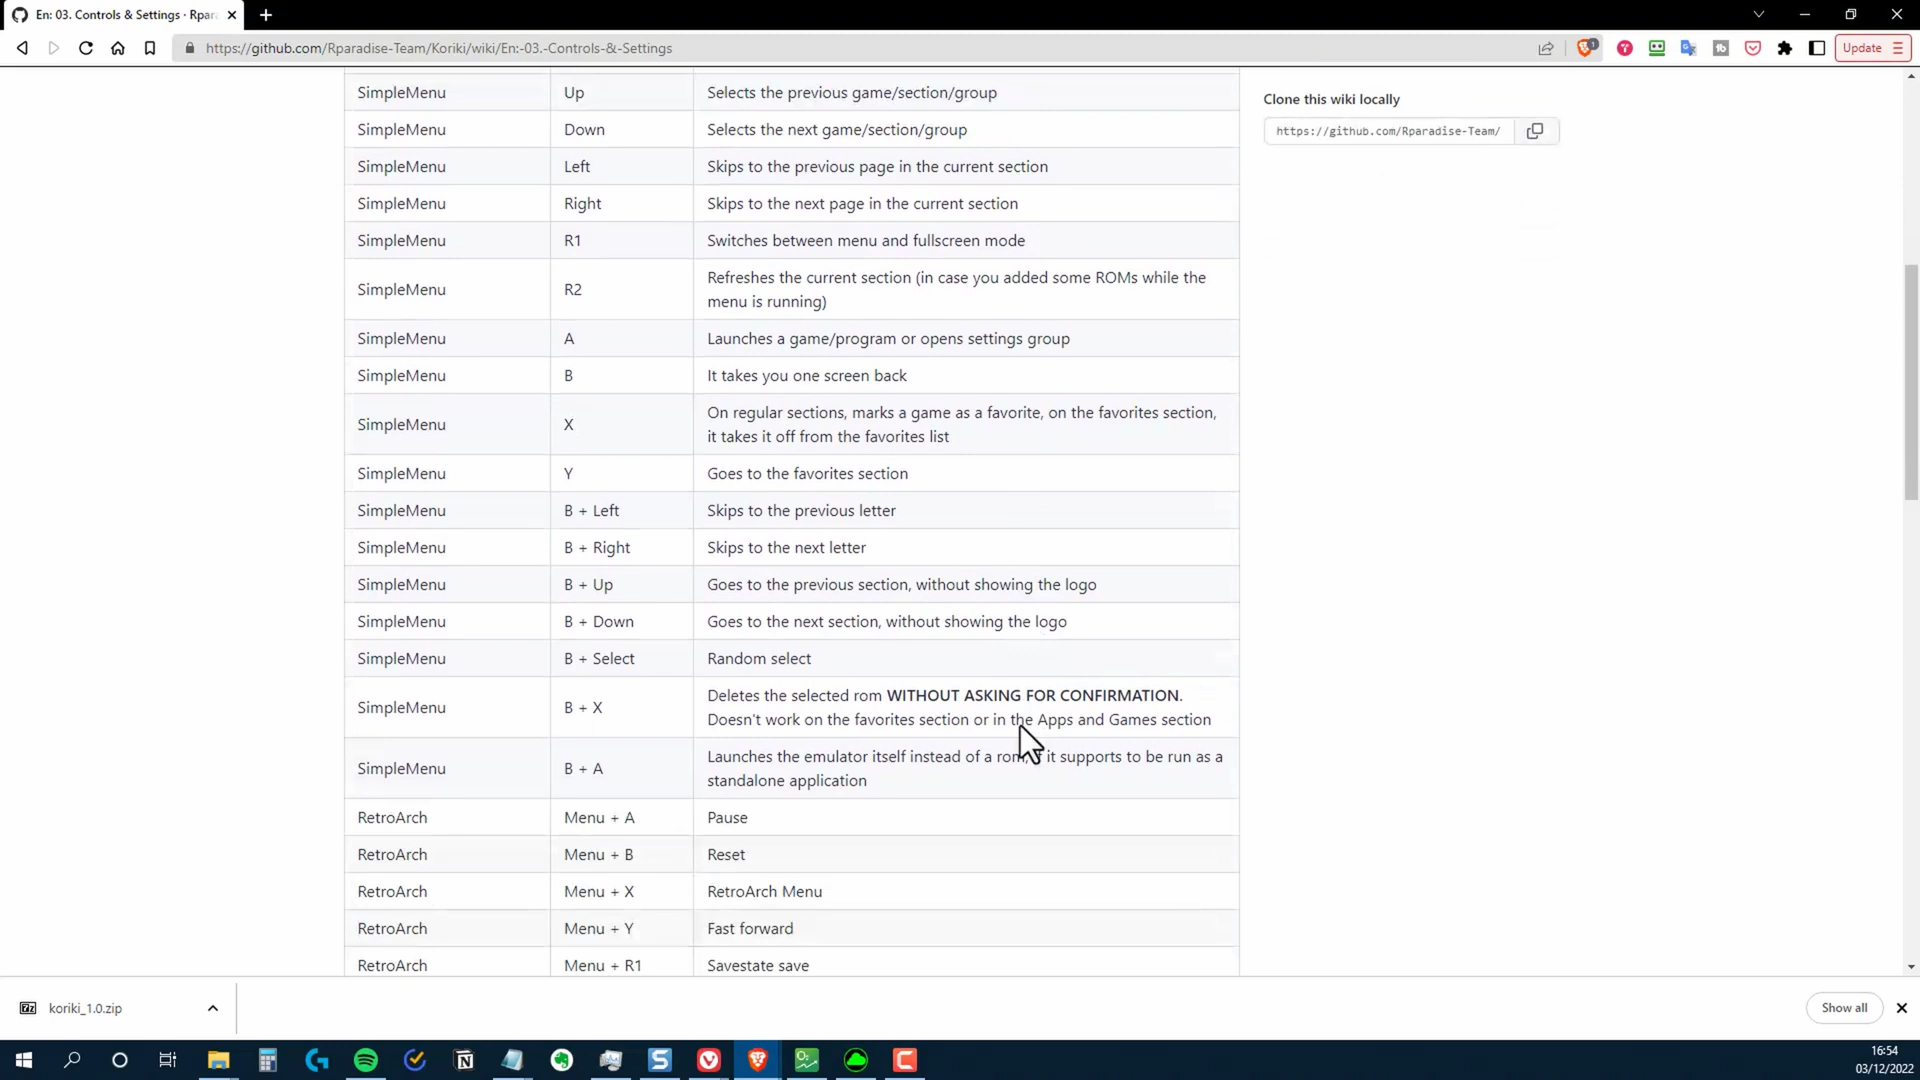 En: 03. Controls & Settings · Rpar
https://github.com/Rparadise-Team/Koriki/wiki/En:-03.-Controls-&-Settings
Update
SimpleMenu Up Selects the previous game/section/group
SimpleMenu Down Selects the next game/section/group
SimpleMenu Left Skips to the previous page in the current section
SimpleMenu Right Skips to the next page in the current section
SimpleMenu R1 Switches between menu and fullscreen mode
SimpleMenu R2 Refreshes the current section (in case you added some ROMs while the
menu is running)
SimpleMenu A Launches a game/program or opens settings group
SimpleMenu B It takes you one screen back
SimpleMenu X On regular sections, marks a game as a favorite, on the favorites section,
it takes it off from the favorites list
SimpleMenu Y Goes to the favorites section
SimpleMenu B + Left Skips to the previous letter
SimpleMenu B + Right Skips to the next letter
SimpleMenu B + Up Goes to the previous section, without showing the logo
SimpleMenu B + Down Goes to the next section, without showing the logo
SimpleMenu B + Select Random select
SimpleMenu B + X Deletes the selected rom WITHOUT ASKING FOR CONFIRMATION.
Doesn't work on the favorites section or in the Apps and Games section
SimpleMenu B + A Launches the emulator itself instead of a rom, it supports to be run as a
standalone application
RetroArch Menu + A Pause
RetroArch Menu + B Reset
RetroArch Menu + X RetroArch Menu
RetroArch Menu + Y Fast forward
RetroArch Menu + R1 Savestate save
Clone this wiki locally
https://github.com/Rparadise-Team/
koriki_1.0.zip
Show all
16:54
03/12/2022